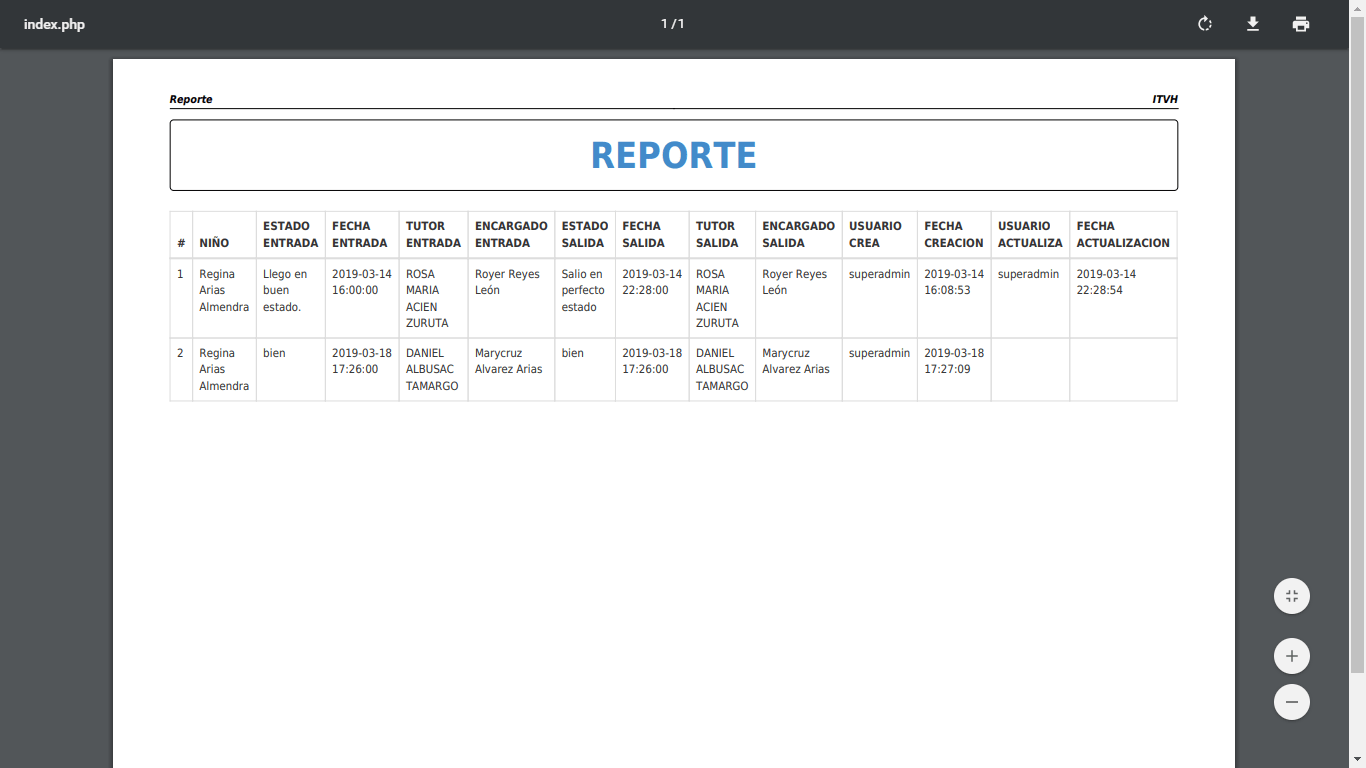 index.php
1 / 1
Reporte ITVH
REPORTE
# NIÑO ESTADO ENTRADA FECHA ENTRADA TUTOR ENTRADA ENCARGADO ENTRADA ESTADO SALIDA FECHA SALIDA TUTOR SALIDA ENCARGADO SALIDA USUARIO CREA FECHA CREACION USUARIO ACTUALIZA FECHA ACTUALIZACION
1 Regina Arias Almendra Llego en buen estado. 2019-03-14 16:00:00 ROSA MARIA ACIEN ZURUTA Royer Reyes León Salio en perfecto estado 2019-03-14 22:28:00 ROSA MARIA ACIEN ZURUTA Royer Reyes León superadmin 2019-03-14 16:08:53 superadmin 2019-03-14 22:28:54
2 Regina Arias Almendra bien 2019-03-18 17:26:00 DANIEL ALBUSAC TAMARGO Marycruz Alvarez Arias bien 2019-03-18 17:26:00 DANIEL ALBUSAC TAMARGO Marycruz Alvarez Arias superadmin 2019-03-18 17:27:09